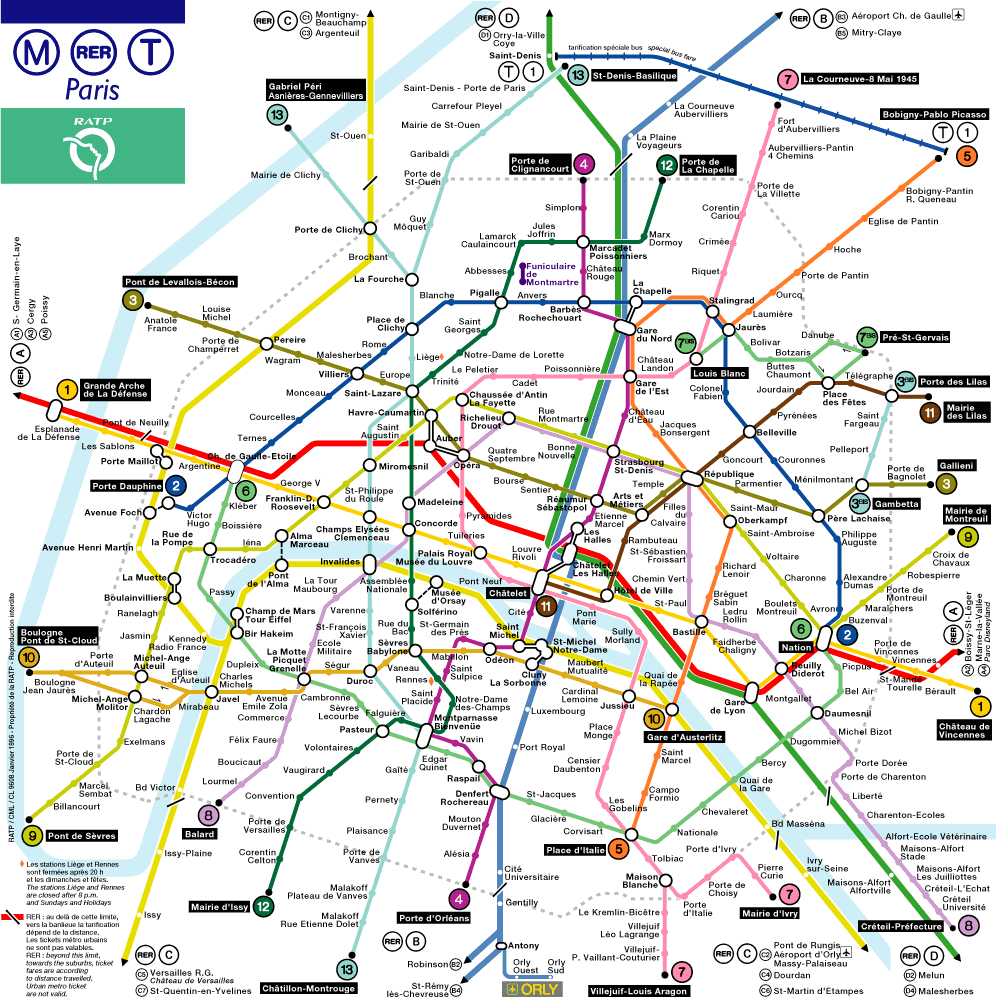 M RER T
Paris
RATP
RER C
C1 Montigny-
Beauchamp
C3 Argenteuil
RER D
D1 Orry-la-Ville
Coye
Saint-Denis
T 1
tarification spéciale bus special bus fare
13 St-Denis-Basilique
RER B B3 Aéroport Ch. de Gaulle
B5 Mitry-Claye
7 La Courneuve-8 Mai 1945
Bobigny-Pablo Picasso
T 1
5
Gabriel Péri
Asnières-Gennevilliers
13
St-Ouen
Mairie de Clichy
Saint-Denis - Porte de Paris
Carrefour Pleyel
Mairie de St-Ouen
Garibaldi
Porte de
St-Ouen
Guy
Môquet
Porte de Clichy
Brochant
La Fourche
La Courneuve
Aubervilliers
La Plaine
Voyageurs
Fort
d'Aubervilliers
Aubervilliers-Pantin
4 Chemins
Porte de
La Villette
Corentin
Cariou
Crimée
Riquet
Bobigny-Pantin
R. Queneau
Eglise de Pantin
Hoche
Porte de Pantin
Ourcq
Laumière
Porte de
Clignancourt
4
12
Porte de
La Chapelle
Simplon
Jules
Joffrin
Lamarck
Caulaincourt
Marx
Dormoy
Marcadet
Poissonniers
Abbesses
Funiculaire
de
Montmartre
Château
Rouge
La
Chapelle
Stalingrad
Jaurès
Pigalle
Anvers
Barbès
Rochechouart
Blanche
Place de
Clichy
Saint
Georges
Gare
du Nord
7BIS
Louis Blanc
Bolivar
Danube
Botzaris
Buttes
Chaumont
7BIS
Pré-St-Gervais
Pont de Levallois-Bécon
3
Anatole
France
Louise
Michel
Porte de
Champerret
Pereire
Wagram
Malesherbes
Villiers
Rome
Liège
Europe
Saint-Lazare
Notre-Dame de Lorette
Trinité
Le Peletier
Cadet
Poissonnière
Château
Landon
Gare
de l'Est
Colonel
Fabien
Jourdain
Télégraphe
Place
des Fêtes
3BIS
Porte des Lilas
11
Mairie
des Lilas
Saint
Fargeau
Pelleport
A1 S - Germain-en-Laye
A3 Cergy
A5 Poissy
RER A
1
Grande Arche
de La Défense
Esplanade
de La Défense
Pont de Neuilly
Les Sablons
Porte Maillot
Argentine
Ch. de Gaulle-Etoile
Monceau
Courcelles
Ternes
Porte Dauphine
2
Avenue Foch
Victor
Hugo
6
Kléber
Boissière
Havre-Caumartin
Saint
Augustin
Auber
Opéra
Chaussée d'Antin
La Fayette
Richelieu
Drouot
Rue
Montmartre
Bonne
Nouvelle
Quatre
Septembre
Bourse
Sentier
Château
d'Eau
Strasbourg
St-Denis
Jacques
Bonsergent
République
Goncourt
Belleville
Pyrénées
Couronnes
Parmentier
Ménilmontant
Porte de
Bagnolet
Gallieni
3
3BIS
Gambetta
Miromesnil
St-Philippe
du Roule
George V
Franklin-D.
Roosevelt
Champs Elysées
Clemenceau
Madeleine
Concorde
Pyramides
Tuileries
Palais Royal
Musée du Louvre
Louvre
Rivoli
Réaumur
Sébastopol
Arts et
Métiers
Temple
Etienne
Marcel
Les
Halles
Châtelet
Les Halles
Rambuteau
Filles
du
Calvaire
St-Sébastien
Froissart
Saint-Maur
Oberkampf
Saint-Ambroise
Voltaire
Charonne
Père Lachaise
Philippe
Auguste
Alexandre
Dumas
Mairie de
Montreuil
9
Croix de
Chavaux
Robespierre
Porte de
Montreuil
Maraîchers
Buzenval
Avenue Henri Martin
Rue de
la Pompe
Iéna
Alma
Marceau
Trocadéro
Pont
de l'Alma
Invalides
Assemblée
Nationale
La Muette
Boulainvilliers
Passy
La Tour
Maubourg
Musée
d'Orsay
Solférino
Pont Neuf
Châtelet
11
Cité
Hôtel de Ville
Pont
Marie
St-Paul
Chemin Vert
Richard
Lenoir
Bréguet
Sabin
Ledru
Rollin
Bastille
Faidherbe
Chaligny
Boulets
Montreuil
Avron
6
2
Nation
Porte de
Vincennes
Vincennes
St-Mandé
Tourelle
Bérault
RER A
A2 Boissy-St-Léger
A4 Marne-la-Vallée
Parc Disneyland
1
Château de
Vincennes
Ranelagh
Champ de Mars
Tour Eiffel
Bir Hakeim
Varenne
St-François
Xavier
Rue du
Bac
St-Germain
des Prés
Saint
Michel
St-Michel
Notre-Dame
Sully
Boulogne
Pont de St-Cloud
10
Boulogne
Jean Jaurès
Porte
d'Auteuil
Jasmin
Kennedy
Radio France
Michel-Ange
Auteuil
Eglise
d'Auteuil
Michel-Ange
Molitor
Chardon
Lagache
Mirabeau
Dupleix
Charles
Michels
Javel
Avenue
Emile Zola
La Motte
Picquet
Grenelle
Ecole
Militaire
Ségur
Duroc
Cambronne
Sèvres
Babylone
Vaneau
Rennes
Mabillon
Saint
Sulpice
Odéon
Cluny
La Sorbonne
Maubert
Mutualité
Cardinal
Lemoine
Jussieu
Quai de
la Rapée
10
Gare d'Austerlitz
Gare
de Lyon
Reuilly
Diderot
Montgallet
Picpus
Bel Air
Daumesnil
Dugommier
Michel Bizot
Porte Dorée
Porte de Charenton
Liberté
Charenton-Ecoles
Alfort-Ecole Vétérinaire
Maisons-Alfort
Stade
Maisons-Alfort
Les Juilliottes
Créteil-L'Echat
Créteil
Université
8
Créteil-Préfecture
Exelmans
Porte de
St-Cloud
Marcel
Sembat
Billancourt
9
Pont de Sèvres
Bd Victor
Commerce
Félix Faure
Boucicaut
Lourmel
8
Balard
Sèvres
Lecourbe
Falguière
Pasteur
Volontaires
Vaugirard
Convention
Porte de
Versailles
Corentin
Celton
Mairie d'Issy
12
Saint
Placide
Notre-Dame
des-Champs
Montparnasse
Bienvenüe
Vavin
Edgar
Quinet
Raspail
Denfert
Rochereau
Gaîté
Pernety
Plaisance
Porte de
Vanves
Malakoff
Plateau de Vanves
Malakoff
Rue Etienne Dolet
13
Châtillon-Montrouge
Mouton
Duvernet
Alésia
4
Porte d'Orléans
Luxembourg
Port Royal
St-Jacques
Glacière
Corvisart
Cité
Universitaire
Gentilly
Place
Monge
Censier
Daubenton
Les
Gobelins
Saint
Marcel
Campo
Formio
5
Place d'Italie
Nationale
Chevaleret
Quai de
la Gare
Bercy
Bd Masséna
Tolbiac
Maison
Blanche
Porte d'Ivry
Porte de
Choisy
Porte
d'Italie
Pierre
Curie
7
Mairie d'Ivry
Le Kremlin-Bicêtre
Villejuif
Léo Lagrange
Villejuif-
P. Vaillant-Couturier
7
Villejuif-Louis Aragon
Ivry
sur-Seine
Maisons-Alfort
Alfortville
Issy-Plaine
Issy
RER C
C5 Versailles R.G.
Château de Versailles
C7 St-Quentin-en-Yvelines
RER B
Antony
Robinson B2
St-Rémy
lès-Chevreuse B4
Orly
Ouest
Orly
Sud
ORLY
RER C
C2 Pont de Rungis
Aéroport d'Orly
Massy-Palaiseau
C4 Dourdan
C6 St-Martin d'Etampes
RER D
D2 Melun
D4 Malesherbes
RATP / CML / CL 9608 Janvier 1996 - Propriété de la RATP - Reproduction interdite
Les stations Liège et Rennes
sont fermées après 20 h
et les dimanches et fêtes.
The stations Liège and Rennes
are closed after 8 p.m.
and Sundays and Holidays
RER : au delà de cette limite,
vers la banlieue la tarification
dépend de la distance.
Les tickets métro urbains
ne sont pas valables.
RER : beyond this limit,
towards the suburbs, ticket
fares are according
to distance travelled.
Urban metro ticket
are not valid.